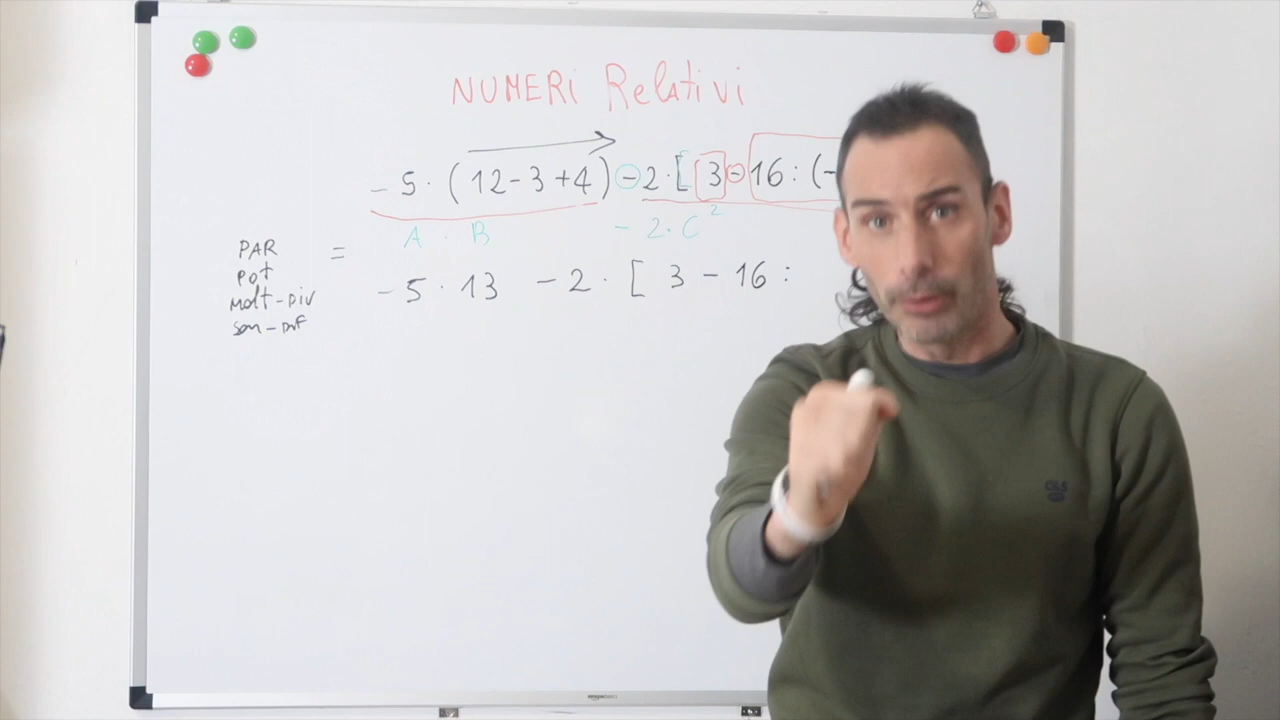 NUMERI Relativi
- 5 · (12-3+4) - 2 · [ 3 - 16 : (-
A · B - 2 · C²
PAR
pot
molt-DIV
som-Dif
=
- 5 · 13 - 2 · [ 3 - 16 :